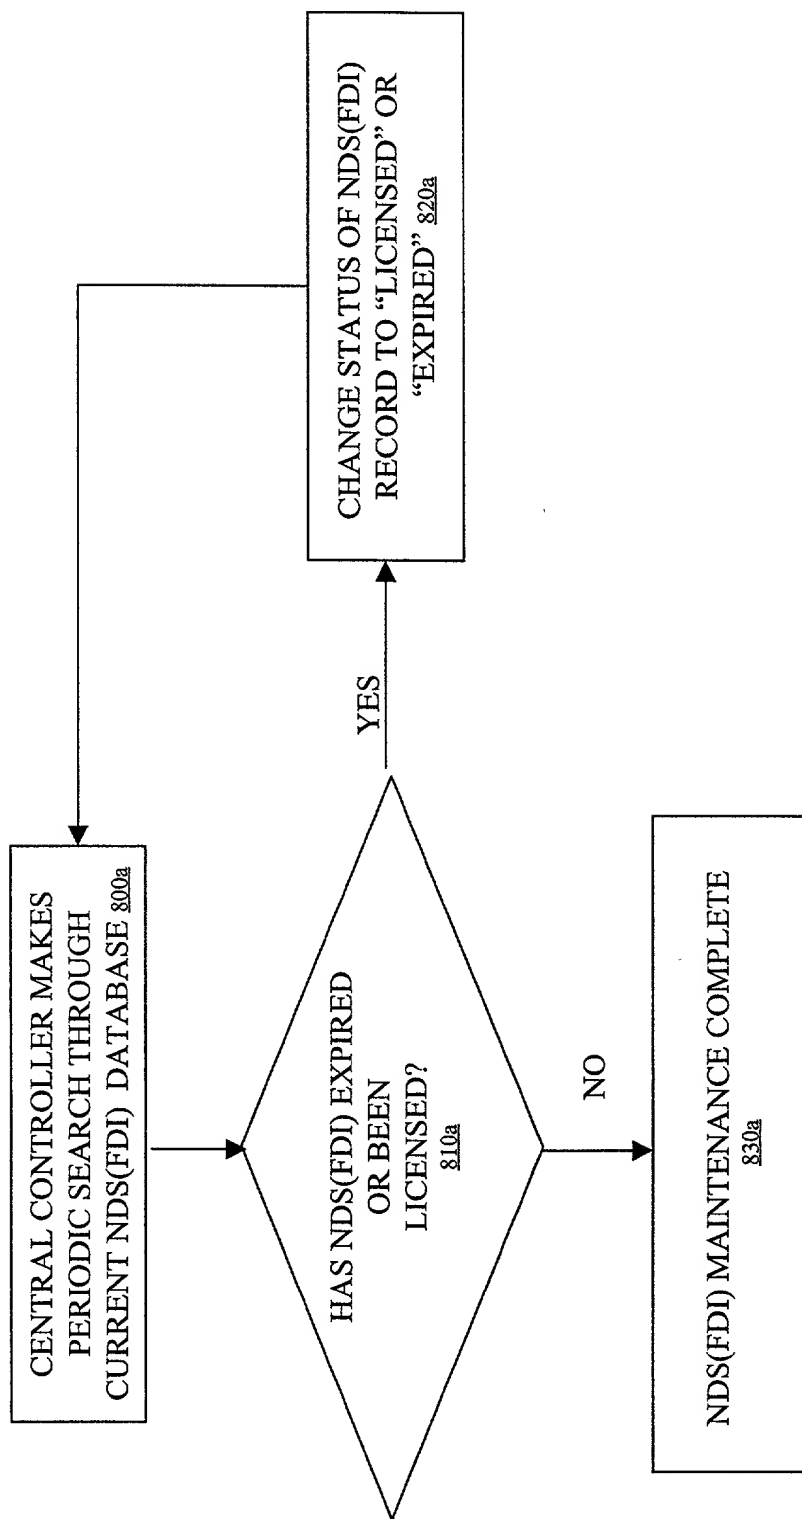 CENTRAL CONTROLLER MAKES
PERIODIC SEARCH THROUGH
CURRENT NDS(FDI) DATABASE 800a
HAS NDS(FDI) EXPIRED
OR BEEN
LICENSED?
810a
YES
CHANGE STATUS OF NDS(FDI)
RECORD TO “LICENSED” OR
“EXPIRED” 820a
NO
NDS(FDI) MAINTENANCE COMPLETE
830a